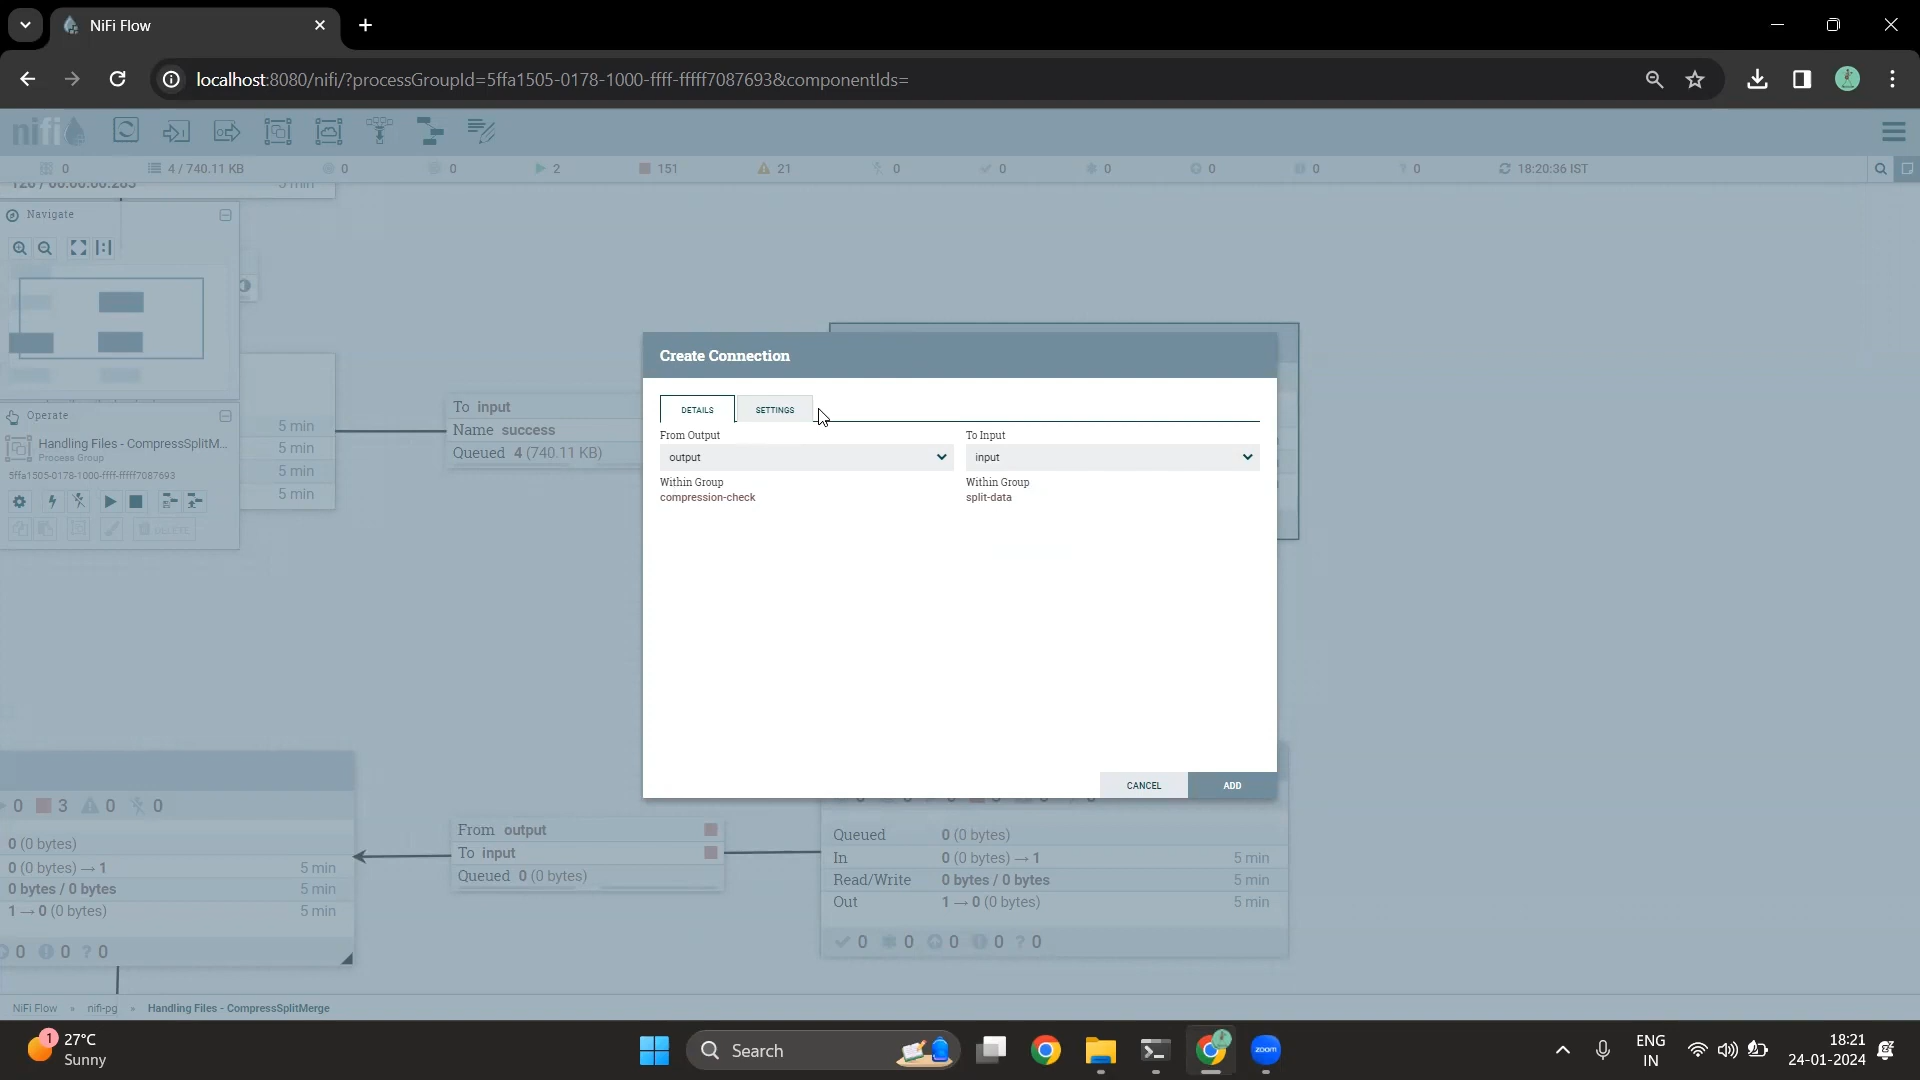 NiFi Flow
localhost:8080/nifi/?processGroupId=5ffa1505-0178-1000-ffff-fffff7087693&componentIds=
nifi
0 4 / 740.11 KB 0 0 2 151 21 0 0 0 0 0 0 18:20:36 IST
5 min
Navigate
Operate
Handling Files - CompressSplitM...
Process Group
5ffa1505-0178-1000-ffff-fffff7087693
DELETE
5 min
5 min
5 min
5 min
To input
Name success
Queued 4 (740.11 KB)
Create Connection
DETAILS SETTINGS
From Output To Input
output input
Within Group Within Group
compression-check split-data
CANCEL ADD
0 3 0 0
0 (0 bytes)
0 (0 bytes) → 1 5 min
0 bytes / 0 bytes 5 min
1 → 0 (0 bytes) 5 min
0 0 ? 0
From output
To input
Queued 0 (0 bytes)
Queued 0 (0 bytes)
In 0 (0 bytes) → 1 5 min
Read/Write 0 bytes / 0 bytes 5 min
Out 1 → 0 (0 bytes) 5 min
0 0 0 0 ? 0
NiFi Flow » nifi-pg » Handling Files - CompressSplitMerge
1 27°C
Sunny
Search
zoom
ENG
IN
18:21
24-01-2024